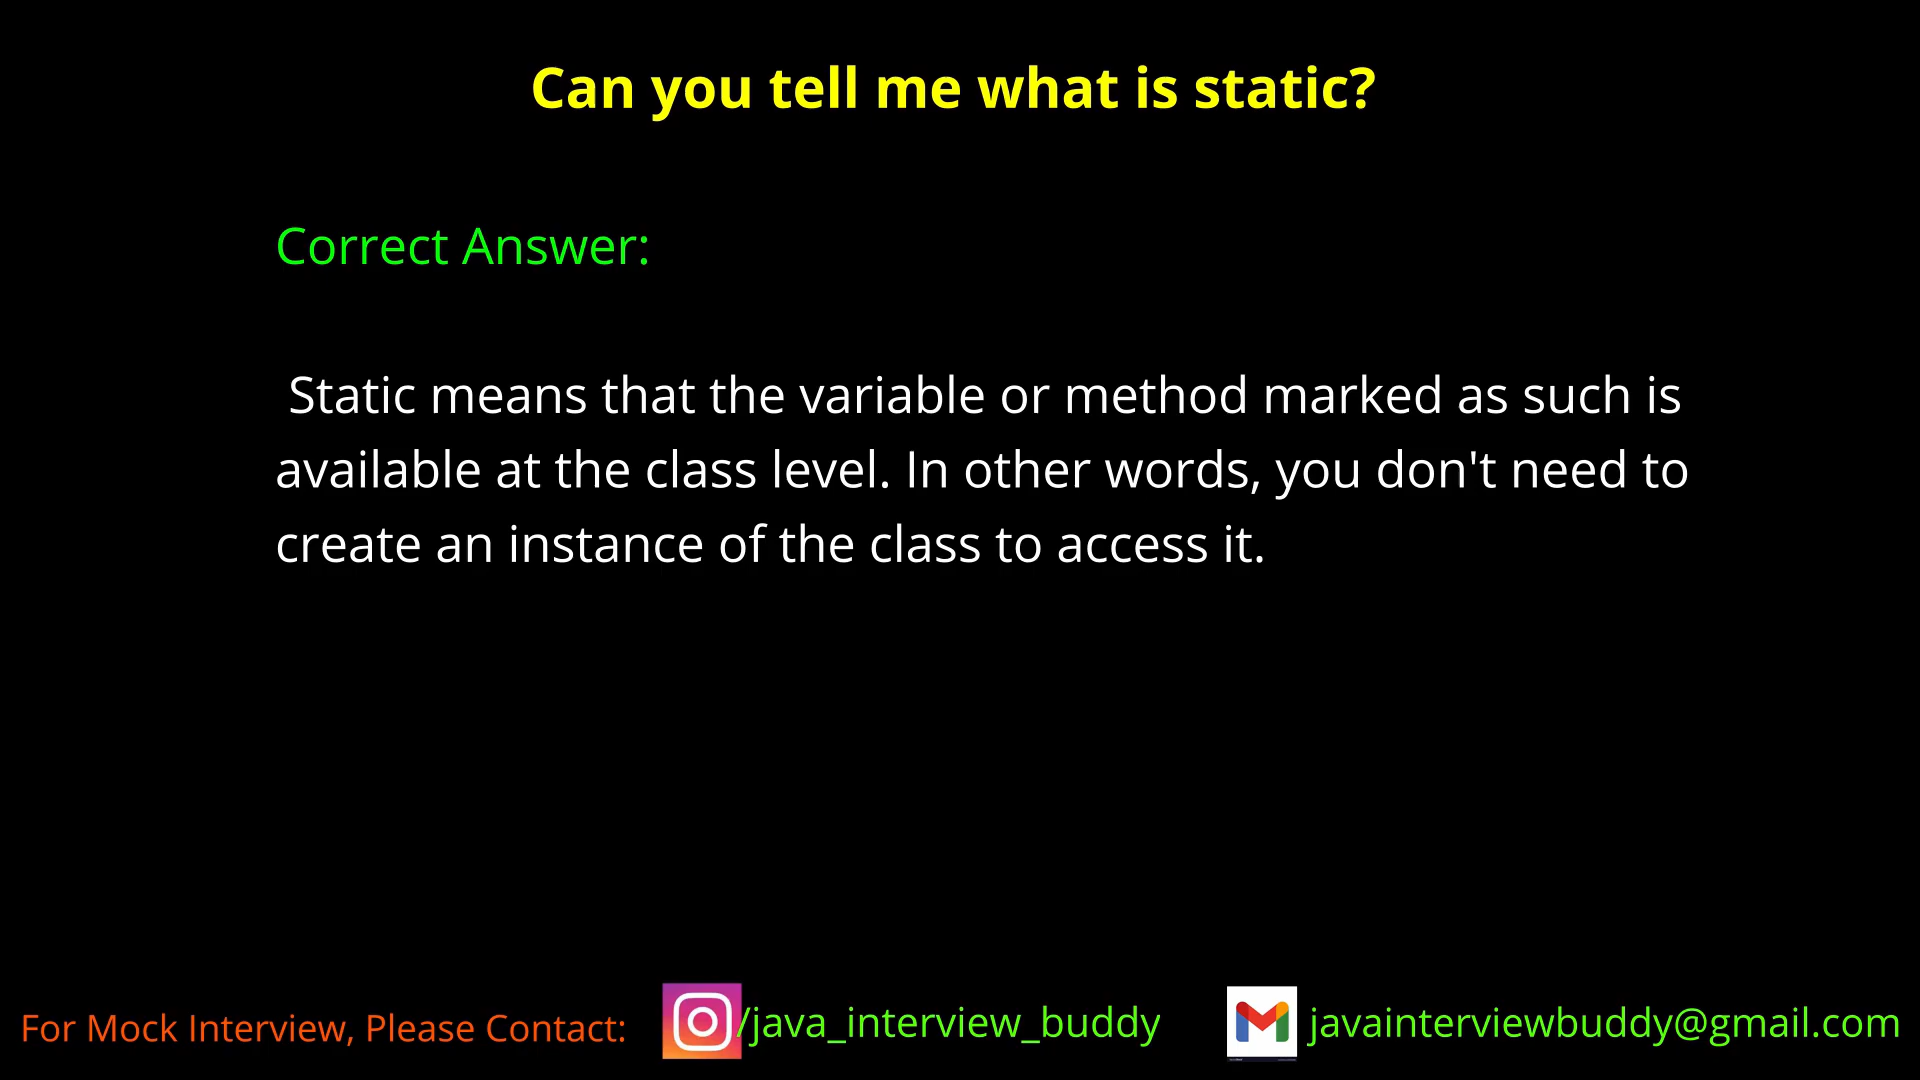 Can you tell me what is static?
Correct Answer:
Static means that the variable or method marked as such is
available at the class level. In other words, you don't need to
create an instance of the class to access it.
For Mock Interview, Please Contact: /java_interview_buddy javainterviewbuddy@gmail.com